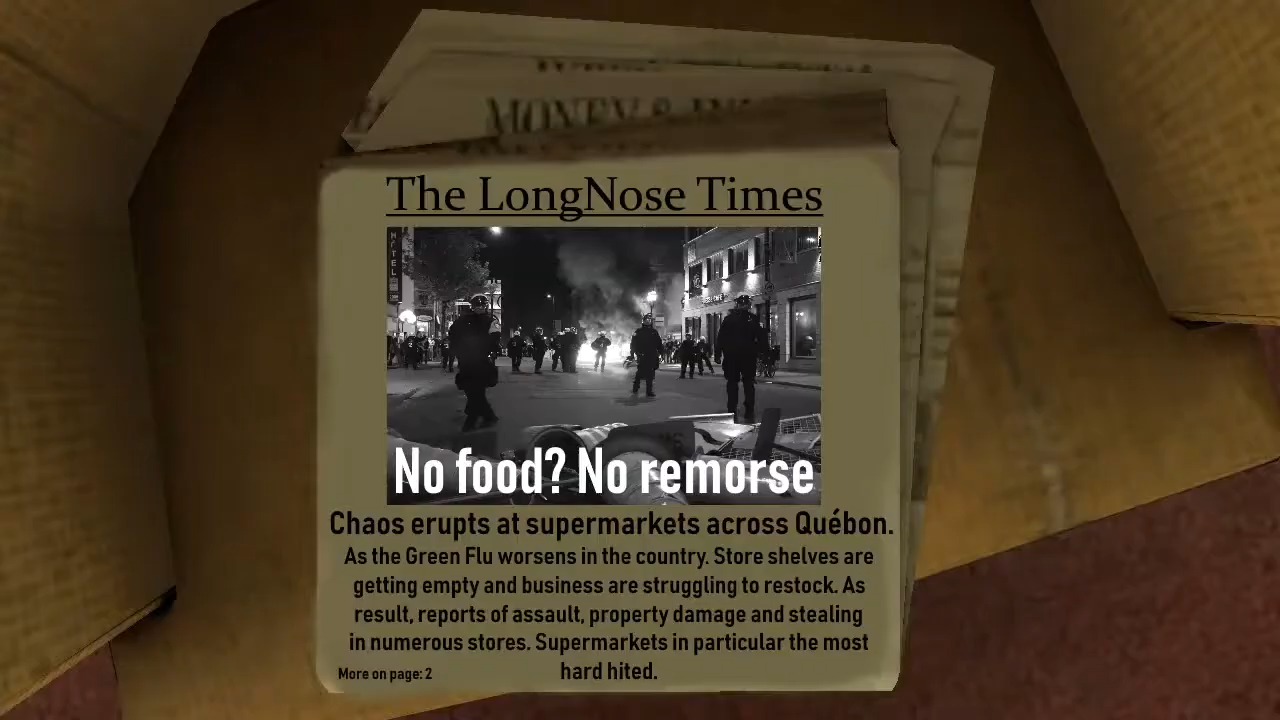 MONEY &
The LongNose Times
HOTEL
No food? No remorse
Chaos erupts at supermarkets across Québon.
As the Green Flu worsens in the country. Store shelves are
getting empty and business are struggling to restock. As
result, reports of assault, property damage and stealing
in numerous stores. Supermarkets in particular the most
hard hited.
More on page: 2